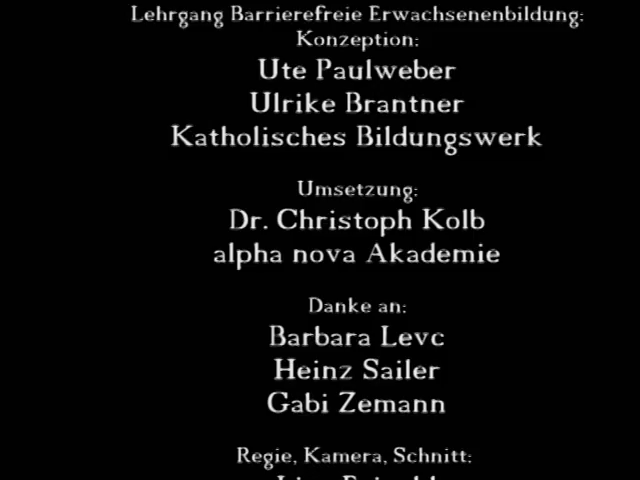 Lehrgang Barrierefreie Erwachsenenbildung:
Konzeption:
Ute Paulweber
Ulrike Brantner
Katholisches Bildungswerk
Umsetzung:
Dr. Christoph Kolb
alpha nova Akademie
Danke an:
Barbara Levc
Heinz Sailer
Gabi Zemann
Regie, Kamera, Schnitt: